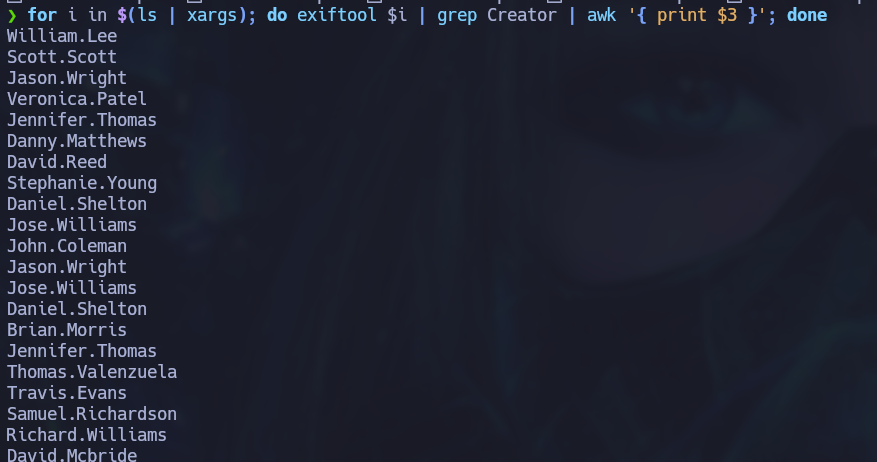 ❯ for i in $(ls | xargs); do exiftool $i | grep Creator | awk '{ print $3 }'; done
William.Lee
Scott.Scott
Jason.Wright
Veronica.Patel
Jennifer.Thomas
Danny.Matthews
David.Reed
Stephanie.Young
Daniel.Shelton
Jose.Williams
John.Coleman
Jason.Wright
Jose.Williams
Daniel.Shelton
Brian.Morris
Jennifer.Thomas
Thomas.Valenzuela
Travis.Evans
Samuel.Richardson
Richard.Williams
David.Mcbride